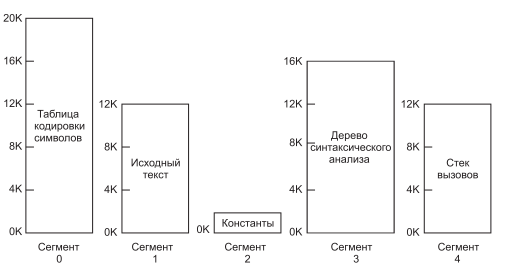 20K
16K
12K
8K
4K
0K
Таблица
кодировки
символов
Сегмент
0
12K
8K
4K
0K
Исходный
текст
Сегмент
1
0K
Константы
Сегмент
2
16K
12K
8K
4K
0K
Дерево
синтаксического
анализа
Сегмент
3
12K
8K
4K
0K
Стек
вызовов
Сегмент
4